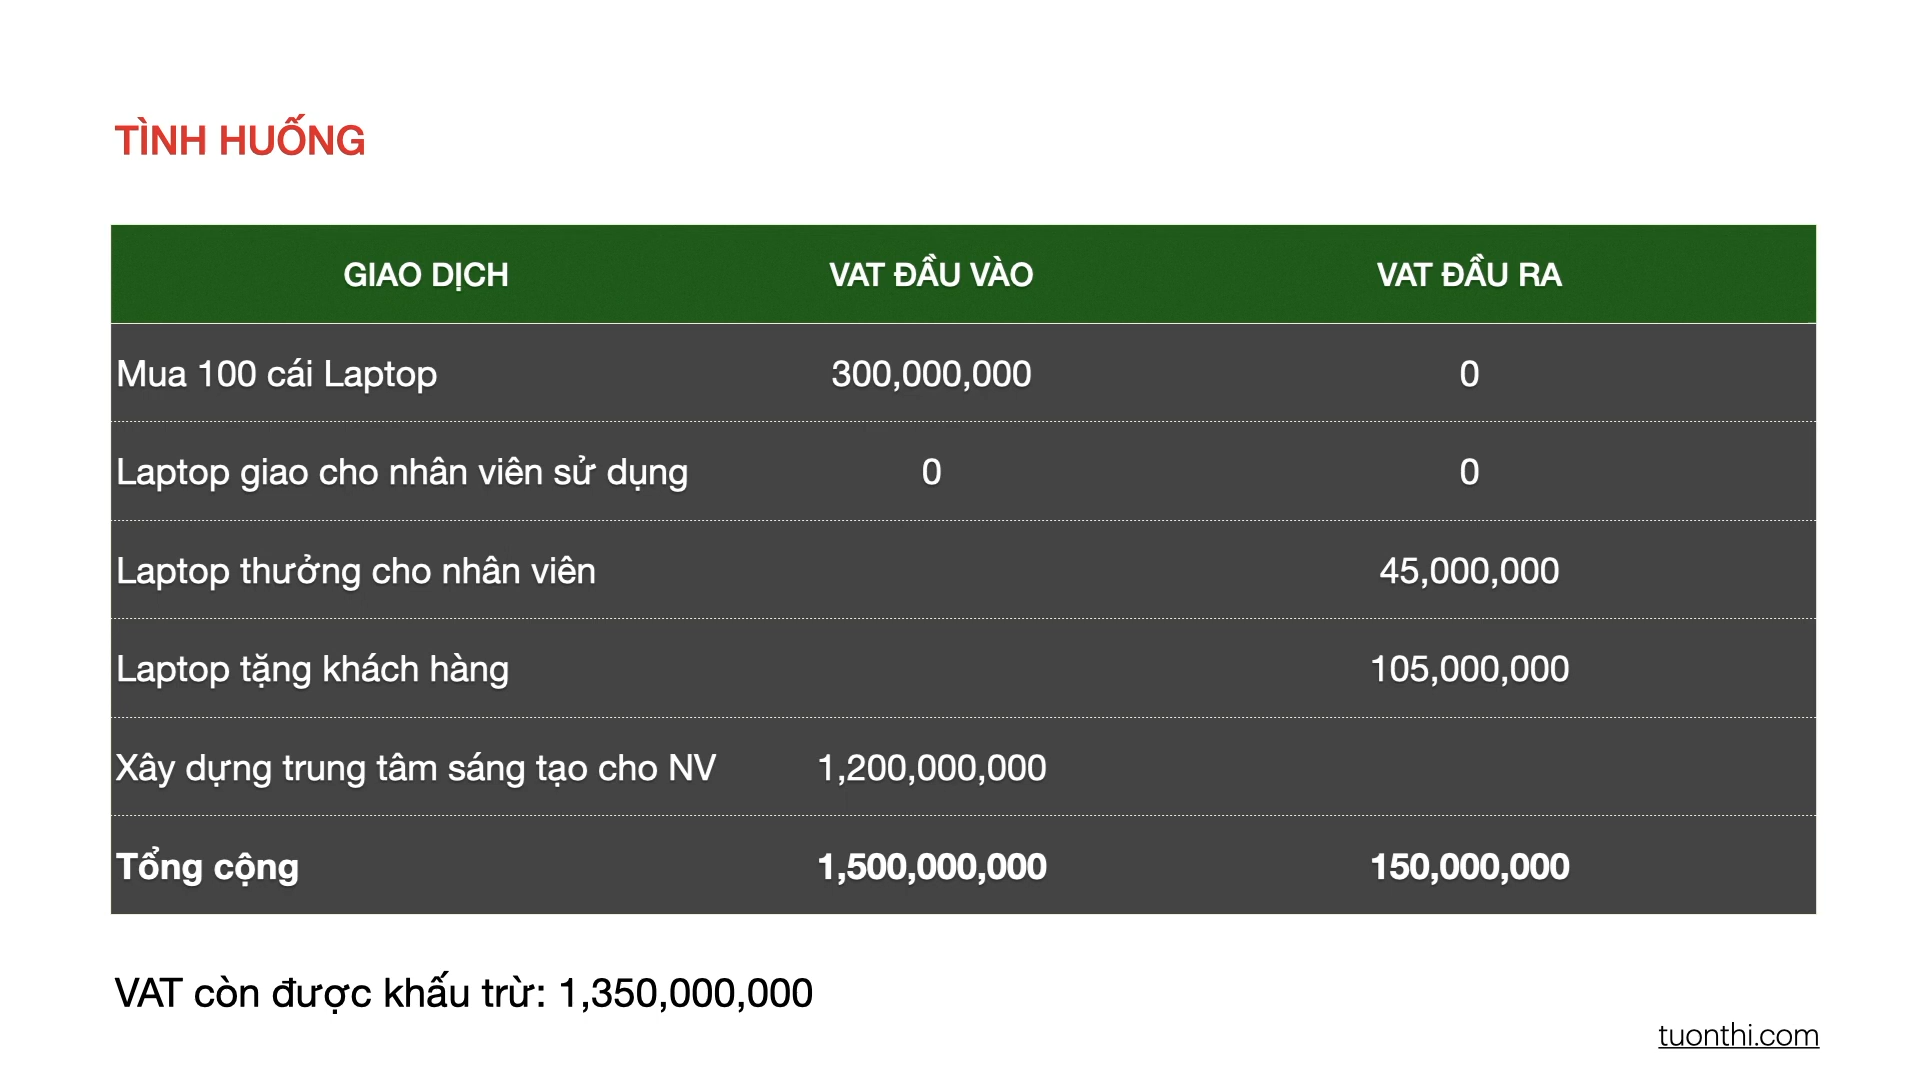 TÌNH HUỐNG
GIAO DỊCH VAT ĐẦU VÀO VAT ĐẦU RA
Mua 100 cái Laptop 300,000,000 0
Laptop giao cho nhân viên sử dụng 0 0
Laptop thưởng cho nhân viên 45,000,000
Laptop tặng khách hàng 105,000,000
Xây dựng trung tâm sáng tạo cho NV 1,200,000,000
Tổng cộng 1,500,000,000 150,000,000
VAT còn được khấu trừ: 1,350,000,000
tuonthi.com